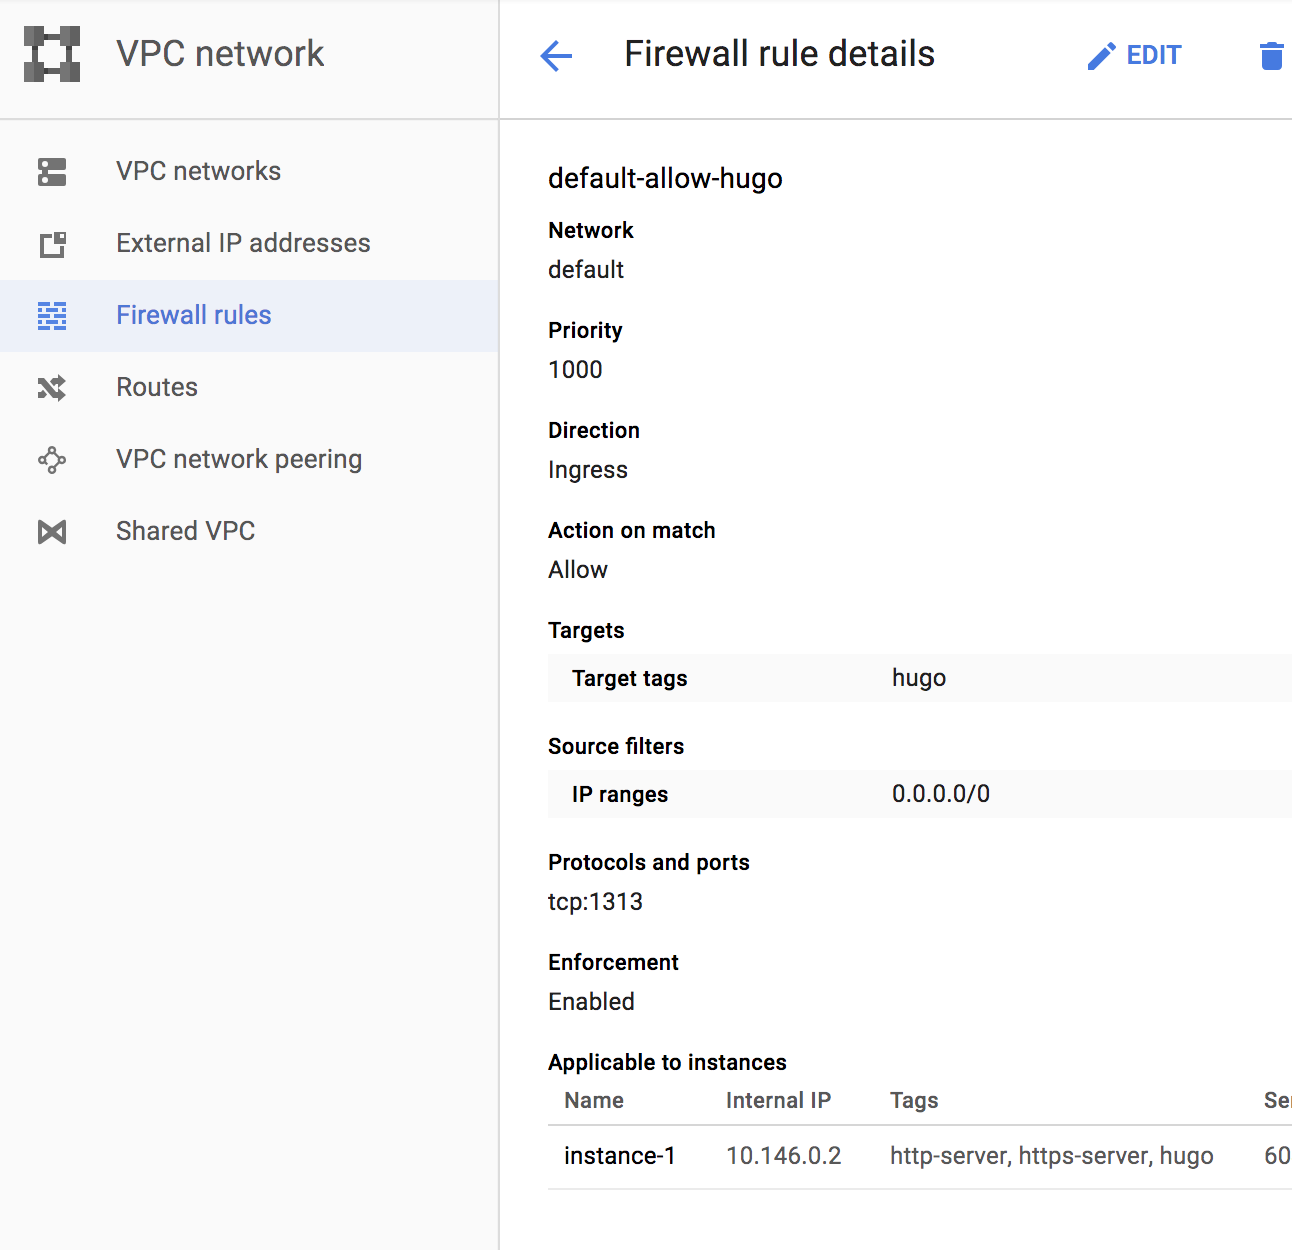 VPC network
Firewall rule details
EDIT
VPC networks
External IP addresses
Firewall rules
Routes
VPC network peering
Shared VPC
default-allow-hugo
Network
default
Priority
1000
Direction
Ingress
Action on match
Allow
Targets
Target tags hugo
Source filters
IP ranges 0.0.0.0/0
Protocols and ports
tcp:1313
Enforcement
Enabled
Applicable to instances
Name Internal IP Tags
instance-1 10.146.0.2 http-server, https-server, hugo 60